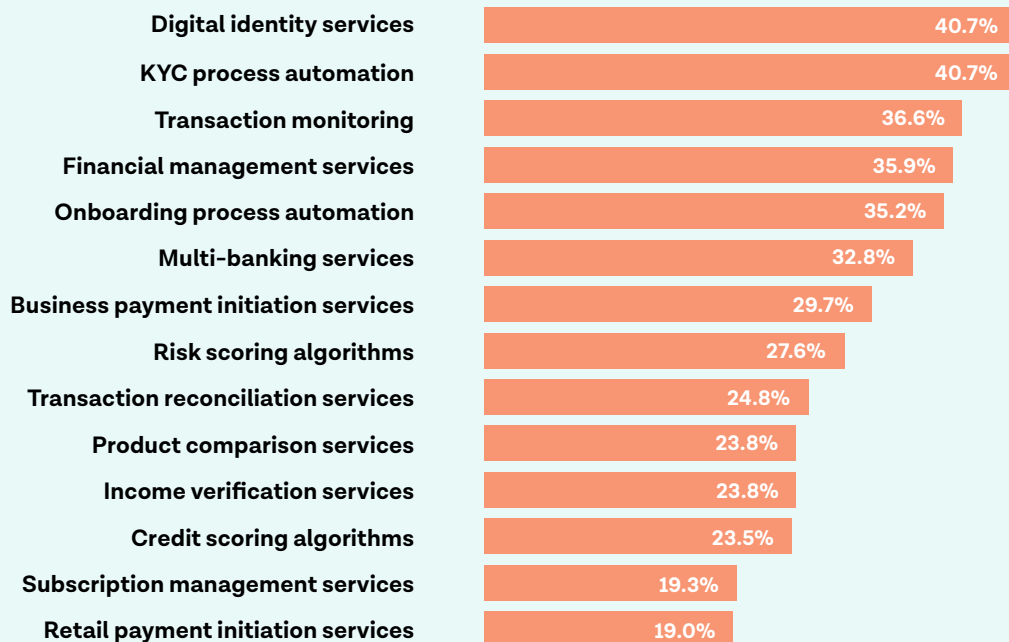 Digital identity services 40.7%
KYC process automation 40.7%
Transaction monitoring 36.6%
Financial management services 35.9%
Onboarding process automation 35.2%
Multi-banking services 32.8%
Business payment initiation services 29.7%
Risk scoring algorithms 27.6%
Transaction reconciliation services 24.8%
Product comparison services 23.8%
Income verification services 23.8%
Credit scoring algorithms 23.5%
Subscription management services 19.3%
Retail payment initiation services 19.0%